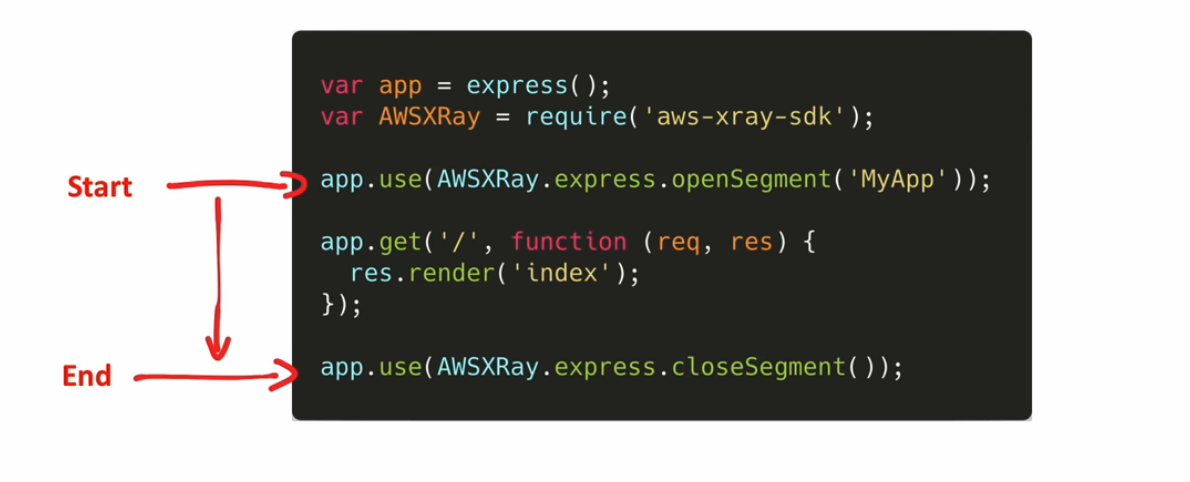 var app = express();
var AWSXRay = require('aws-xray-sdk');
Start
app.use(AWSXRay.express.openSegment('MyApp'));
app.get('/', function (req, res) {
  res.render('index');
});
End
app.use(AWSXRay.express.closeSegment());